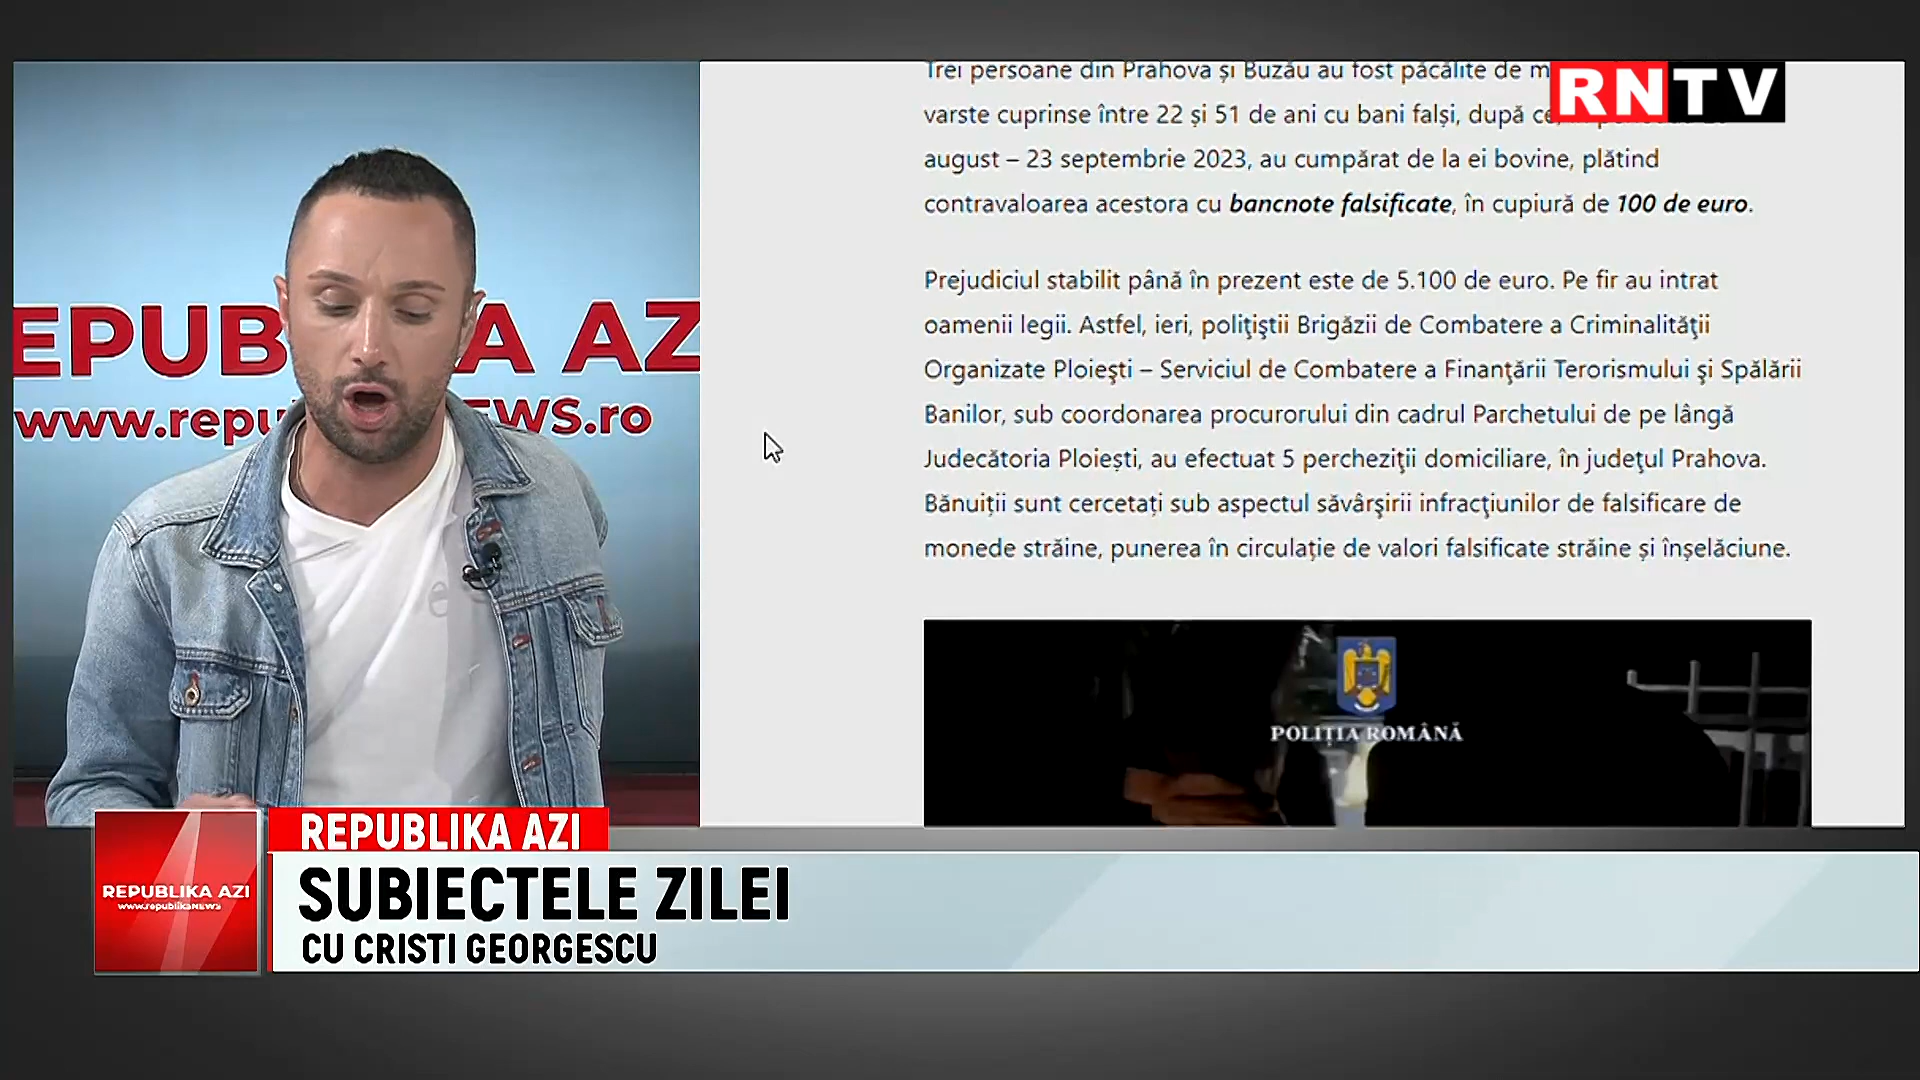 RNTV
Trei persoane din Prahova și Buzău au fost păcălite de
varste cuprinse între 22 și 51 de ani cu bani falși, după
august – 23 septembrie 2023, au cumpărat de la ei bovine, plătind
contravaloarea acestora cu bancnote falsificate, în cupiură de 100 de euro.
Prejudiciul stabilit până în prezent este de 5.100 de euro. Pe fir au intrat
oamenii legii. Astfel, ieri, poliţiştii Brigăzii de Combatere a Criminalităţii
Organizate Ploieşti – Serviciul de Combatere a Finanţării Terorismului şi Spălării
Banilor, sub coordonarea procurorului din cadrul Parchetului de pe lângă
Judecătoria Ploiești, au efectuat 5 percheziţii domiciliare, în judeţul Prahova.
Bănuiții sunt cercetați sub aspectul săvârşirii infracţiunilor de falsificare de
monede străine, punerea în circulație de valori falsificate străine și înșelăciune.
POLIȚIA ROMÂNĂ
EPUB A AZ
www.repu EWS.ro
REPUBLIKA AZI
www.republikaNEWS
REPUBLIKA AZI
SUBIECTELE ZILEI
CU CRISTI GEORGESCU